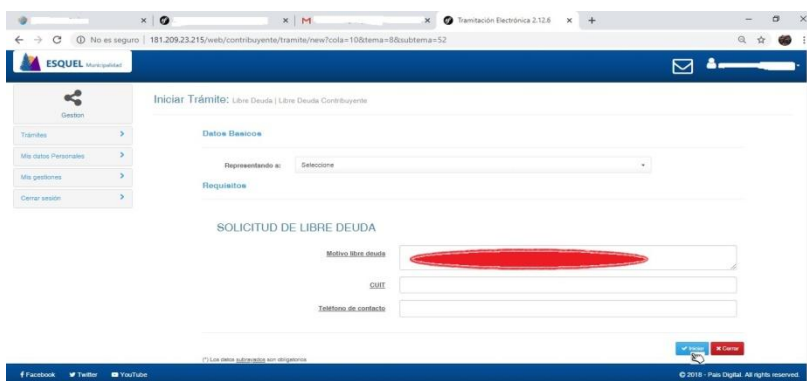 Tramitación Electrónica 2.12.6
No es seguro | 181.209.23.215/web/contribuyente/tramite/new?cola=10&tema=8&subtema=52
ESQUEL Municipalidad
Gestion
Trámites
Mis datos Personales
Mis gestiones
Cerrar sesión
Iniciar Trámite: Libre Deuda | Libre Deuda Contribuyente
Datos Basicos
Representando a: Seleccione
Requisitos
SOLICITUD DE LIBRE DEUDA
Motivo libre deuda
CUIT
Teléfono de contacto
(*) Los datos subrayados son obligatorios
Iniciar Cerrar
Facebook Twitter YouTube
© 2018 - Pais Digital. All rights reserved.